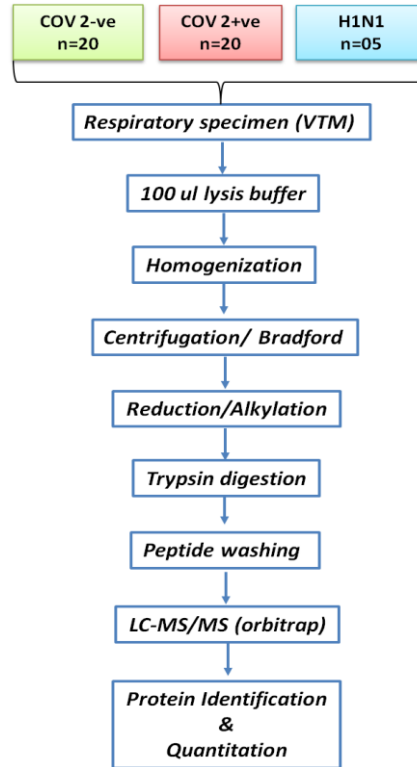 COV 2-ve
n=20
COV 2+ve
n=20
H1N1
n=05
Respiratory specimen (VTM)
100 ul lysis buffer
Homogenization
Centrifugation/ Bradford
Reduction/Alkylation
Trypsin digestion
Peptide washing
LC-MS/MS (orbitrap)
Protein Identification
&
Quantitation